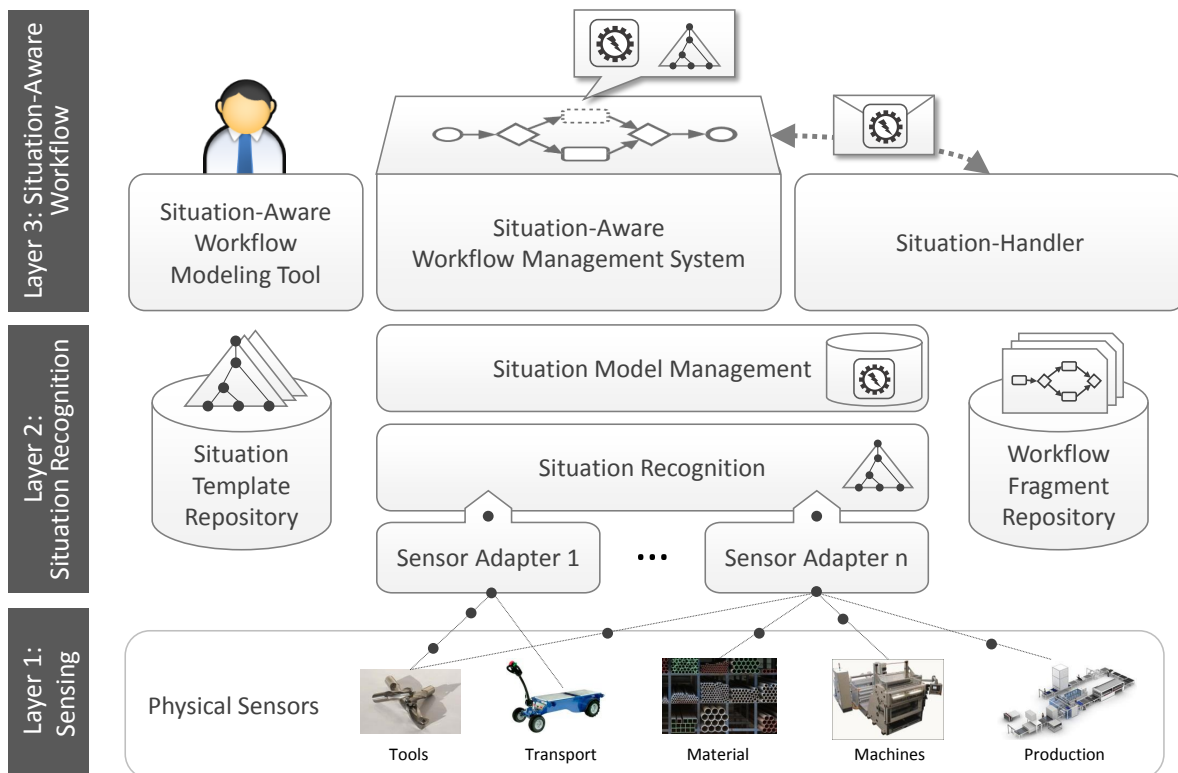 Layer 3: Situation-Aware
Workflow
Situation-Aware
Workflow
Modeling Tool
Situation-Aware
Workflow Management System
Situation-Handler
Layer 2:
Situation Recognition
Situation
Template
Repository
Situation Model Management
Situation Recognition
Workflow
Fragment
Repository
Sensor Adapter 1
...
Sensor Adapter n
Layer 1:
Sensing
Physical Sensors
Tools
Transport
Material
Machines
Production